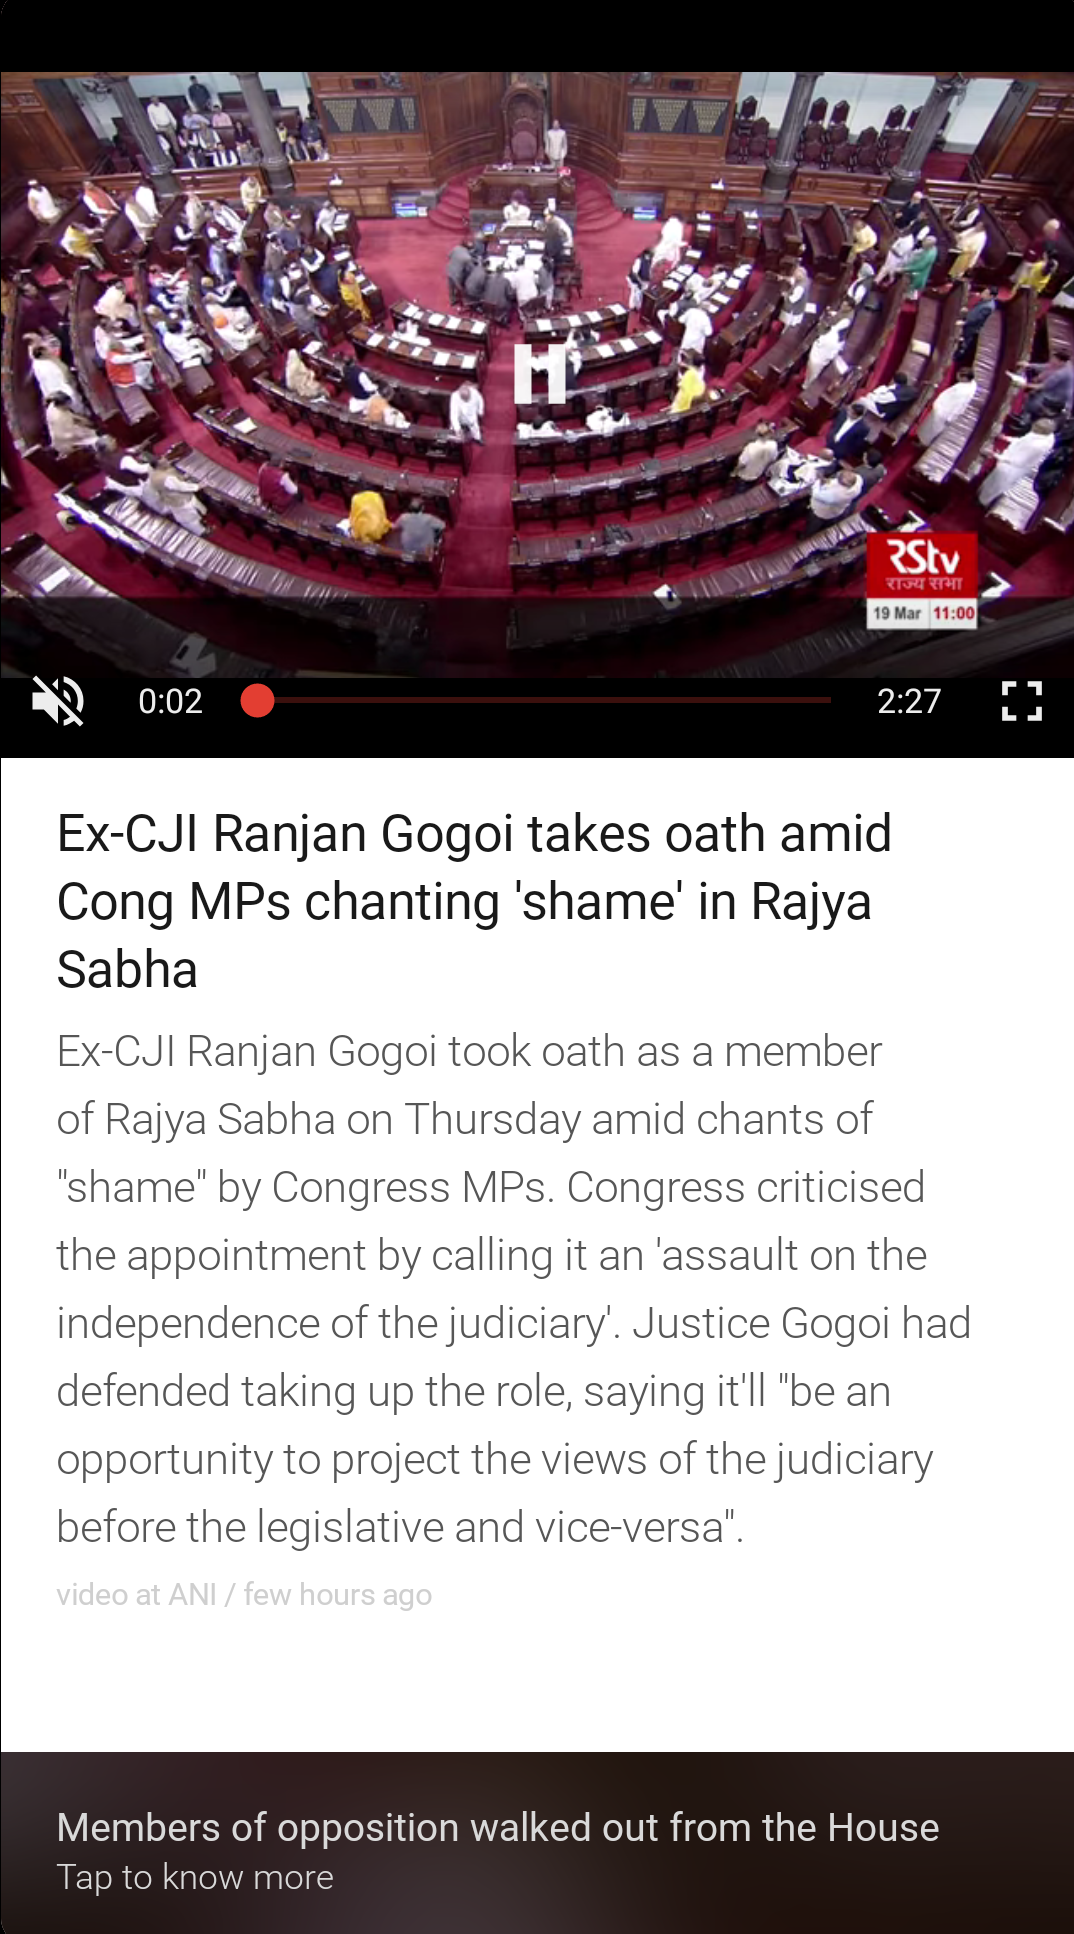 RStv
राज्य सभा
19 Mar 11:00
0:02 2:27
Ex-CJI Ranjan Gogoi takes oath amid
Cong MPs chanting 'shame' in Rajya
Sabha
Ex-CJI Ranjan Gogoi took oath as a member
of Rajya Sabha on Thursday amid chants of
"shame" by Congress MPs. Congress criticised
the appointment by calling it an 'assault on the
independence of the judiciary'. Justice Gogoi had
defended taking up the role, saying it'll "be an
opportunity to project the views of the judiciary
before the legislative and vice-versa".
video at ANI / few hours ago
Members of opposition walked out from the House
Tap to know more